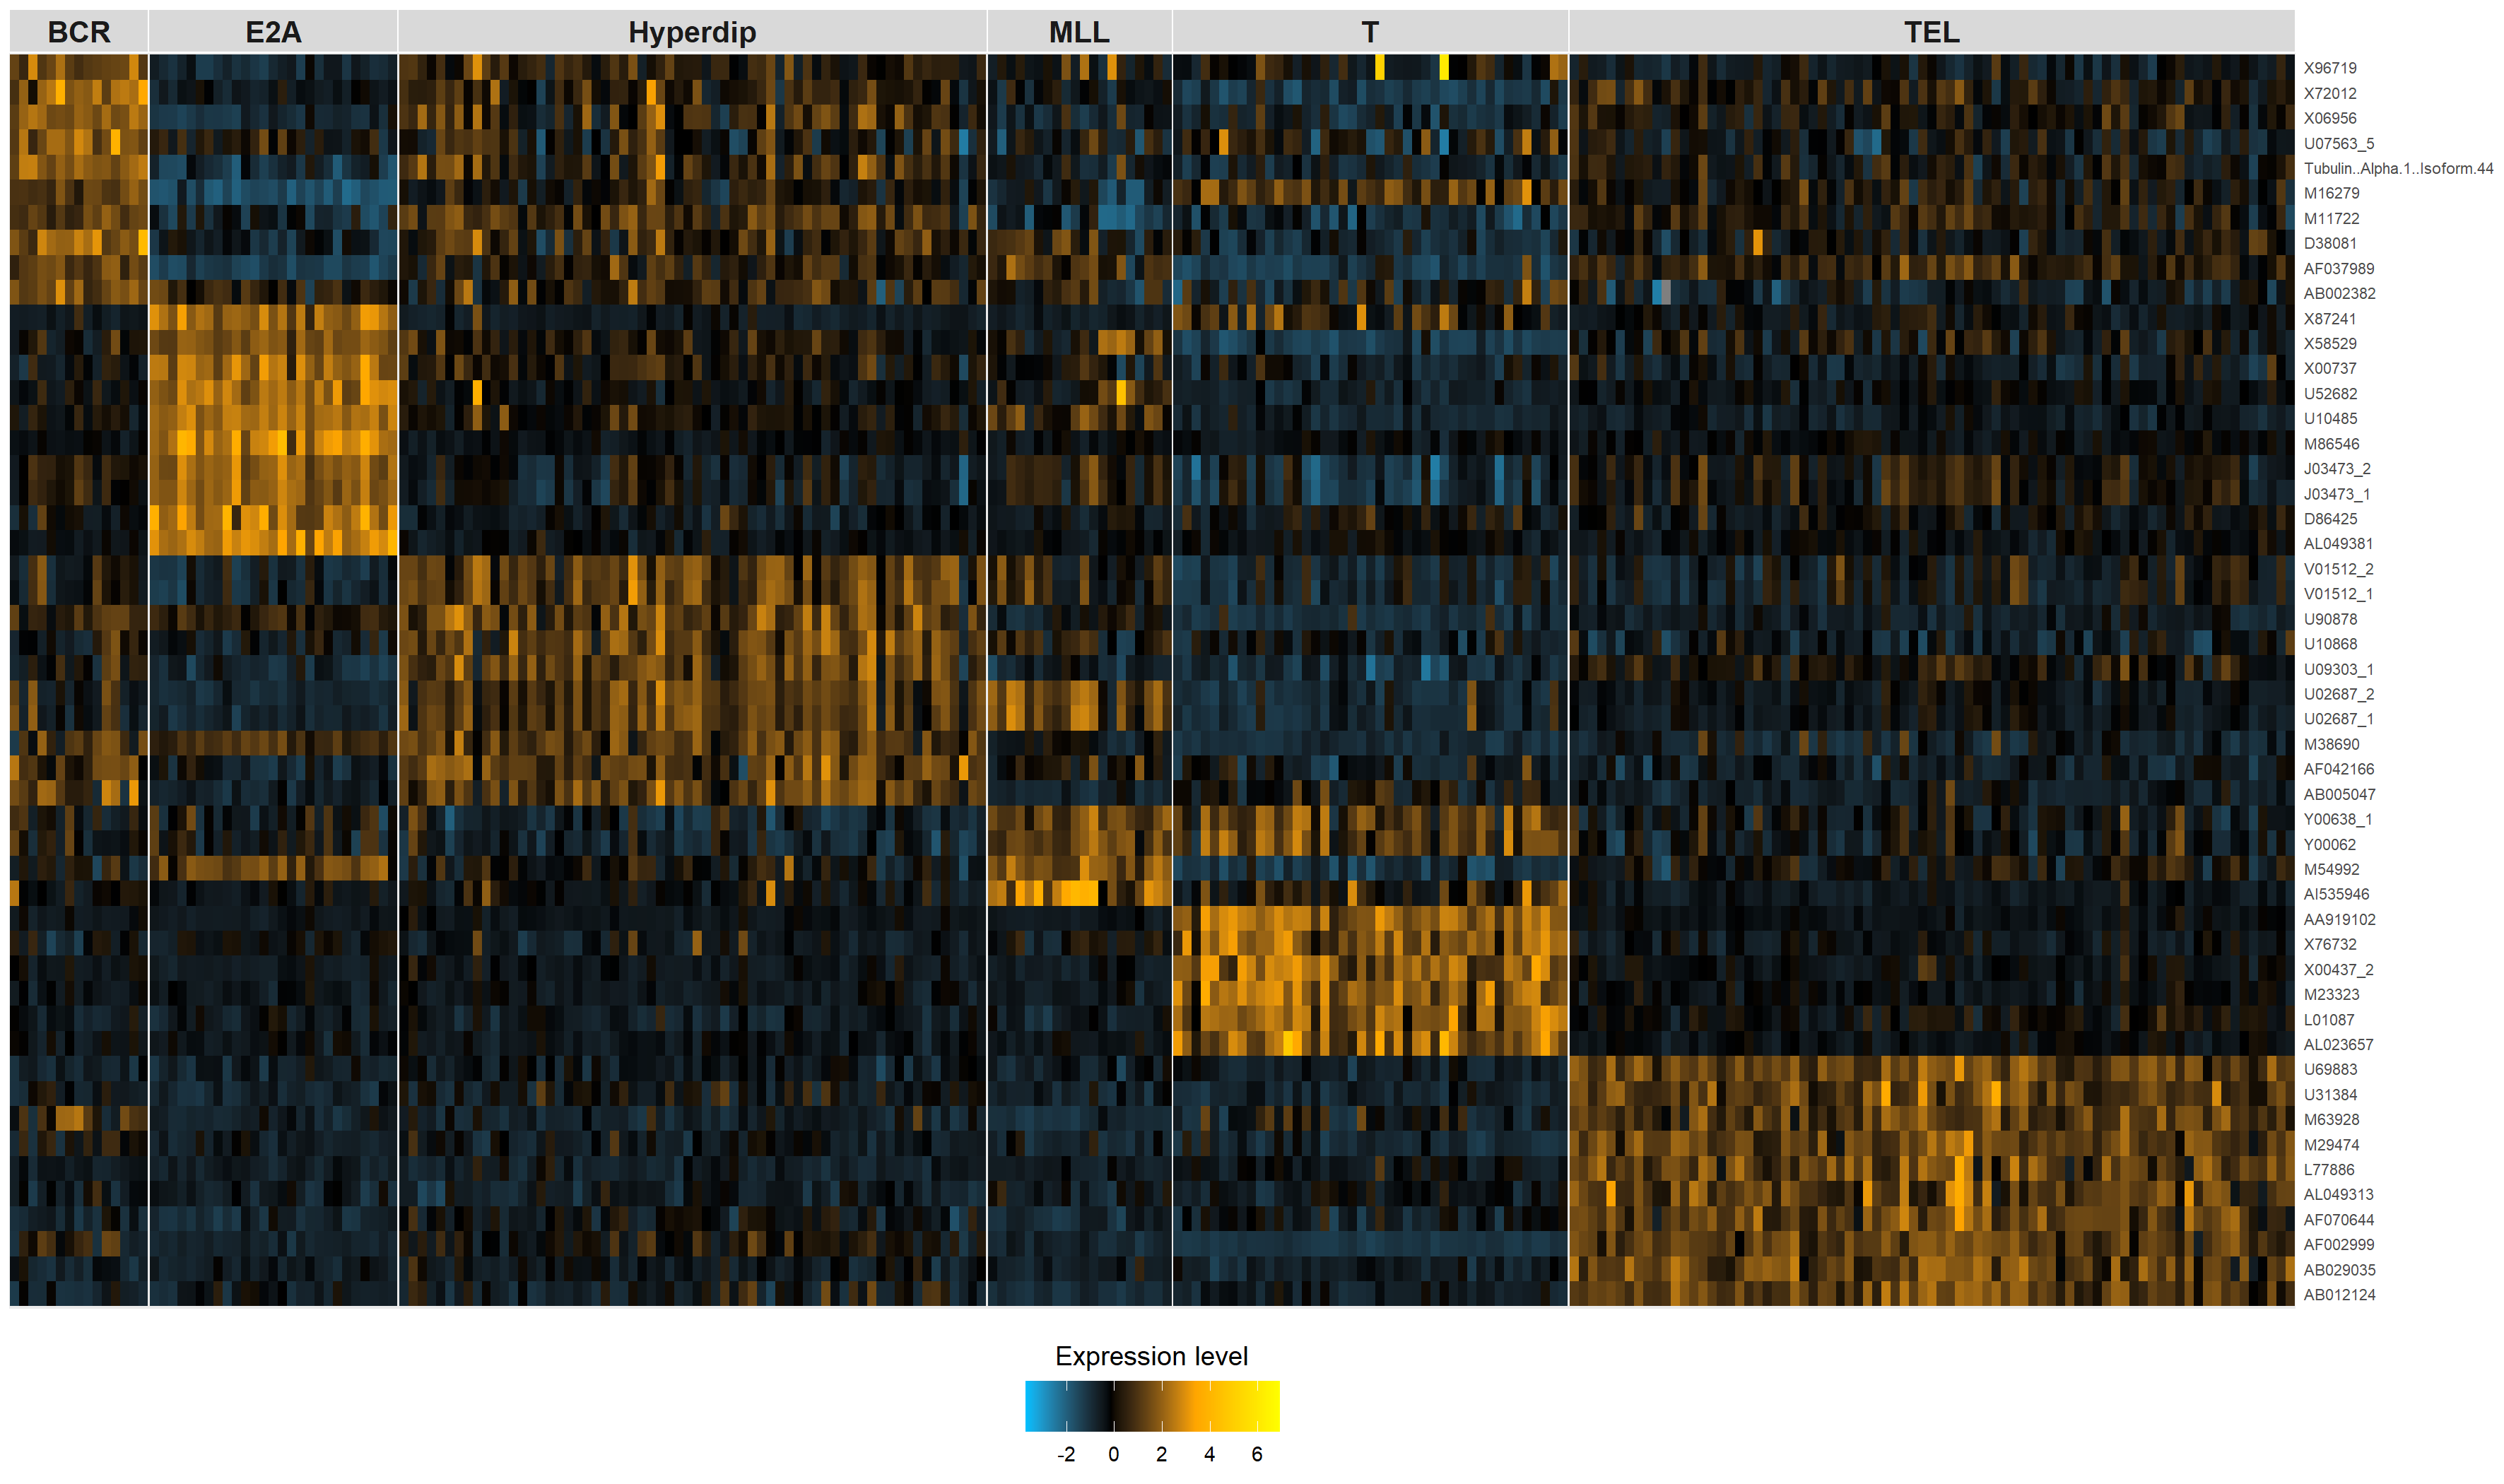 BCR E2A Hyperdip MLL T TEL
X96719
X72012
X06956
U07563_5
Tubulin..Alpha.1..Isoform.44
M16279
M11722
D38081
AF037989
AB002382
X87241
X58529
X00737
U52682
U10485
M86546
J03473_2
J03473_1
D86425
AL049381
V01512_2
V01512_1
U90878
U10868
U09303_1
U02687_2
U02687_1
M38690
AF042166
AB005047
Y00638_1
Y00062
M54992
AI535946
AA919102
X76732
X00437_2
M23323
L01087
AL023657
U69883
U31384
M63928
M29474
L77886
AL049313
AF070644
AF002999
AB029035
AB012124
Expression level
-2 0 2 4 6